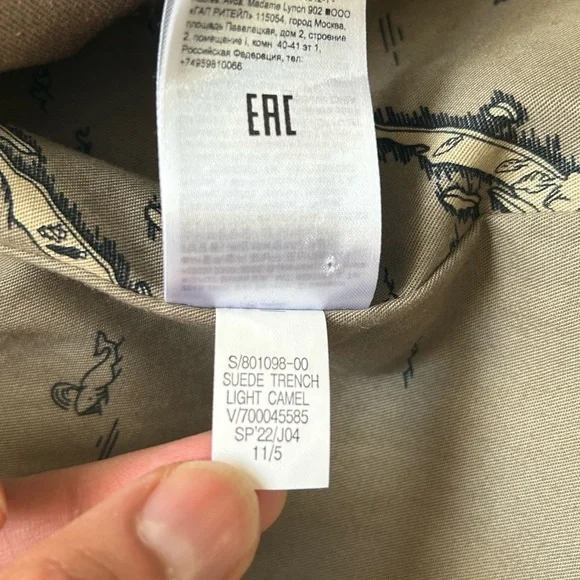 Madame Lynch 902 ООО
«ГАП РИТЕЙЛ» 115054, город Москва,
площадь Павелецкая, дом 2, строение
2, помещение i, комн 40-41 эт 1,
Российская Федерация, тел:
+74959810066
EAC
S/801098-00
SUEDE TRENCH
LIGHT CAMEL
V/700045585
SP'22/J04
11/5